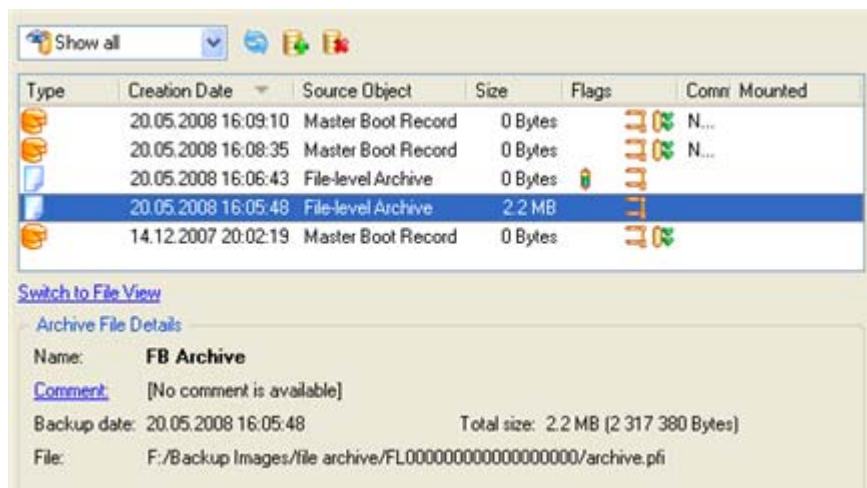 Show all
Type Creation Date Source Object Size Flags Comr Mounted
20.05.2008 16:09:10 Master Boot Record 0 Bytes N...
20.05.2008 16:08:35 Master Boot Record 0 Bytes N...
20.05.2008 16:06:43 File-level Archive 0 Bytes
20.05.2008 16:05:48 File-level Archive 2.2 MB
14.12.2007 20:02:19 Master Boot Record 0 Bytes
Switch to File View
Archive File Details
Name: FB Archive
Comment: [No comment is available]
Backup date: 20.05.2008 16:05:48 Total size: 2.2 MB (2 317 380 Bytes)
File: F:/Backup Images/file archive/FL000000000000000000/archive.pfi